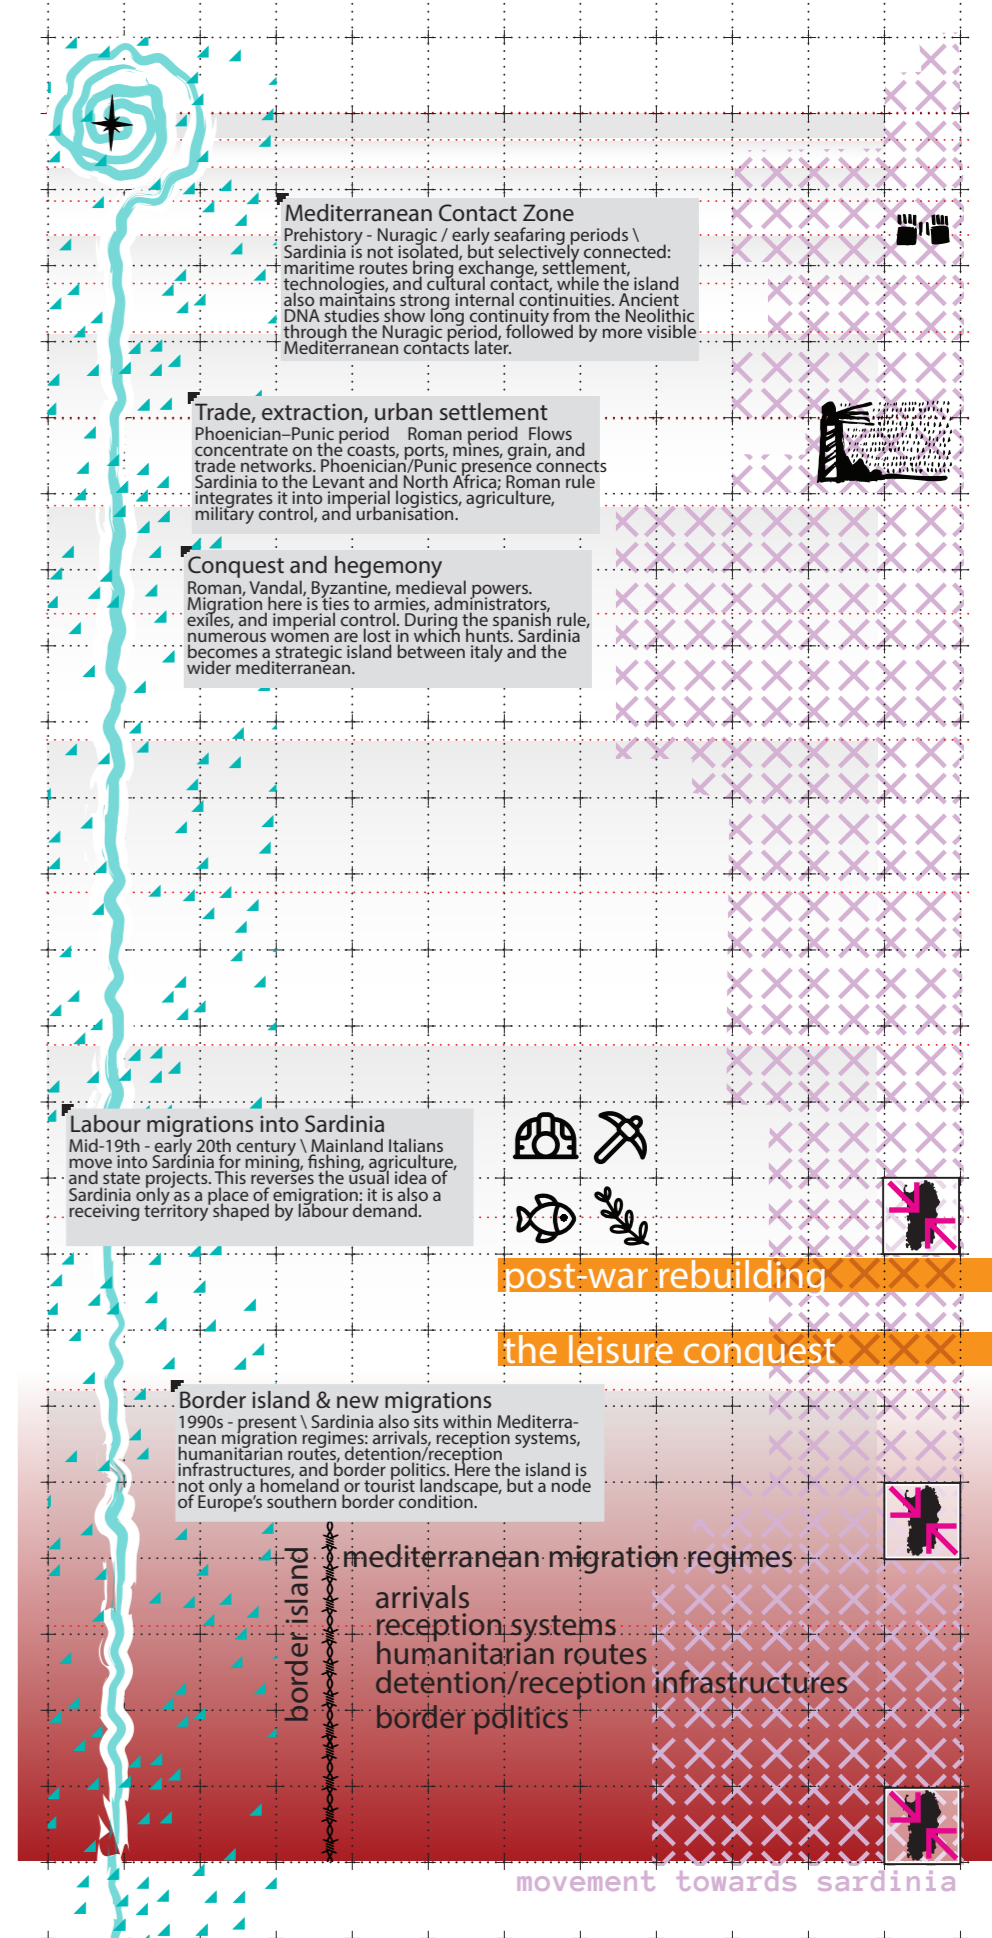 Mediterranean Contact Zone
Prehistory - Nuragic / early seafaring periods \
Sardinia is not isolated, but selectively connected:
maritime routes bring exchange, settlement,
technologies, and cultural contact, while the island
also maintains strong internal continuities. Ancient
DNA studies show long continuity from the Neolithic
through the Nuragic period, followed by more visible
Mediterranean contacts later.
Trade, extraction, urban settlement
Phoenician–Punic period    Roman period  Flows
concentrate on the coasts, ports, mines, grain, and
trade networks. Phoenician/Punic presence connects
Sardinia to the Levant and North Africa; Roman rule
integrates it into imperial logistics, agriculture,
military control, and urbanisation.
Conquest and hegemony
Roman, Vandal, Byzantine, medieval powers.
Migration here is ties to armies, administrators,
exiles, and imperial control. During the spanish rule,
numerous women are lost in which hunts. Sardinia
becomes a strategic island between italy and the
wider mediterranean.
Labour migrations into Sardinia
Mid-19th - early 20th century \ Mainland Italians
move into Sardinia for mining, fishing, agriculture,
and state projects. This reverses the usual idea of
Sardinia only as a place of emigration: it is also a
receiving territory shaped by labour demand.
post-war rebuilding
the leisure conquest
Border island & new migrations
1990s - present \ Sardinia also sits within Mediterra-
nean migration regimes: arrivals, reception systems,
humanitarian routes, detention/reception
infrastructures, and border politics. Here the island is
not only a homeland or tourist landscape, but a node
of Europe's southern border condition.
border island
mediterranean migration regimes
arrivals
reception systems
humanitarian routes
detention/reception infrastructures
border politics
movement towards sardinia